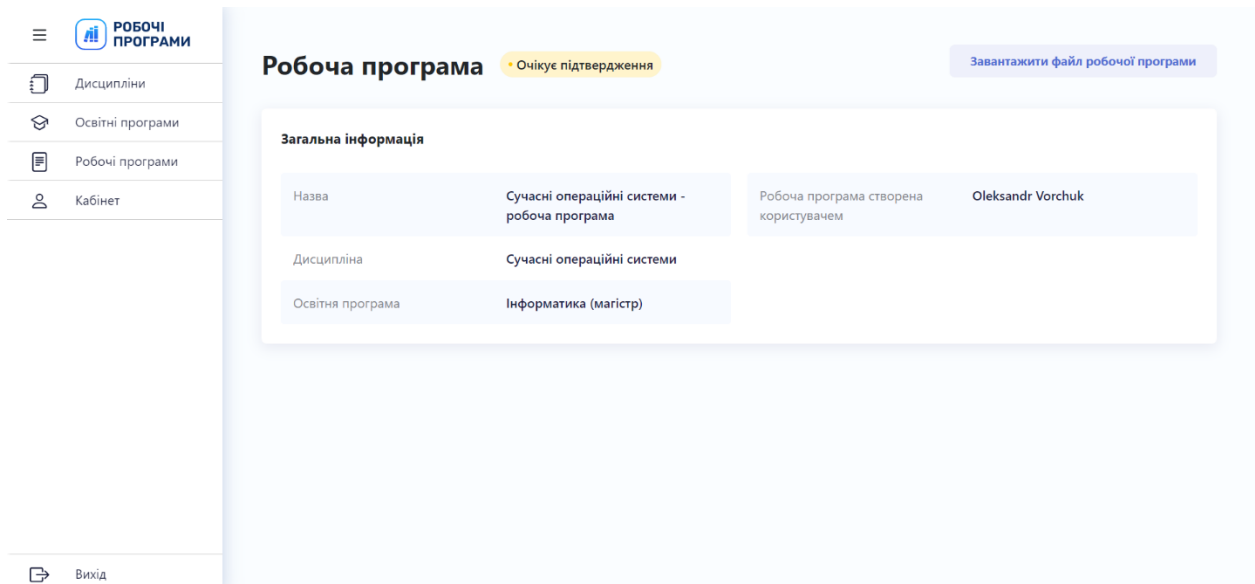 РОБОЧІ
ПРОГРАМИ
Дисципліни
Освітні програми
Робочі програми
Кабінет
Вихід
Робоча програма
Очікує підтвердження
Завантажити файл робочої програми
Загальна інформація
Назва
Сучасні операційні системи -
робоча програма
Дисципліна
Сучасні операційні системи
Освітня програма
Інформатика (магістр)
Робоча програма створена
користувачем
Oleksandr Vorchuk